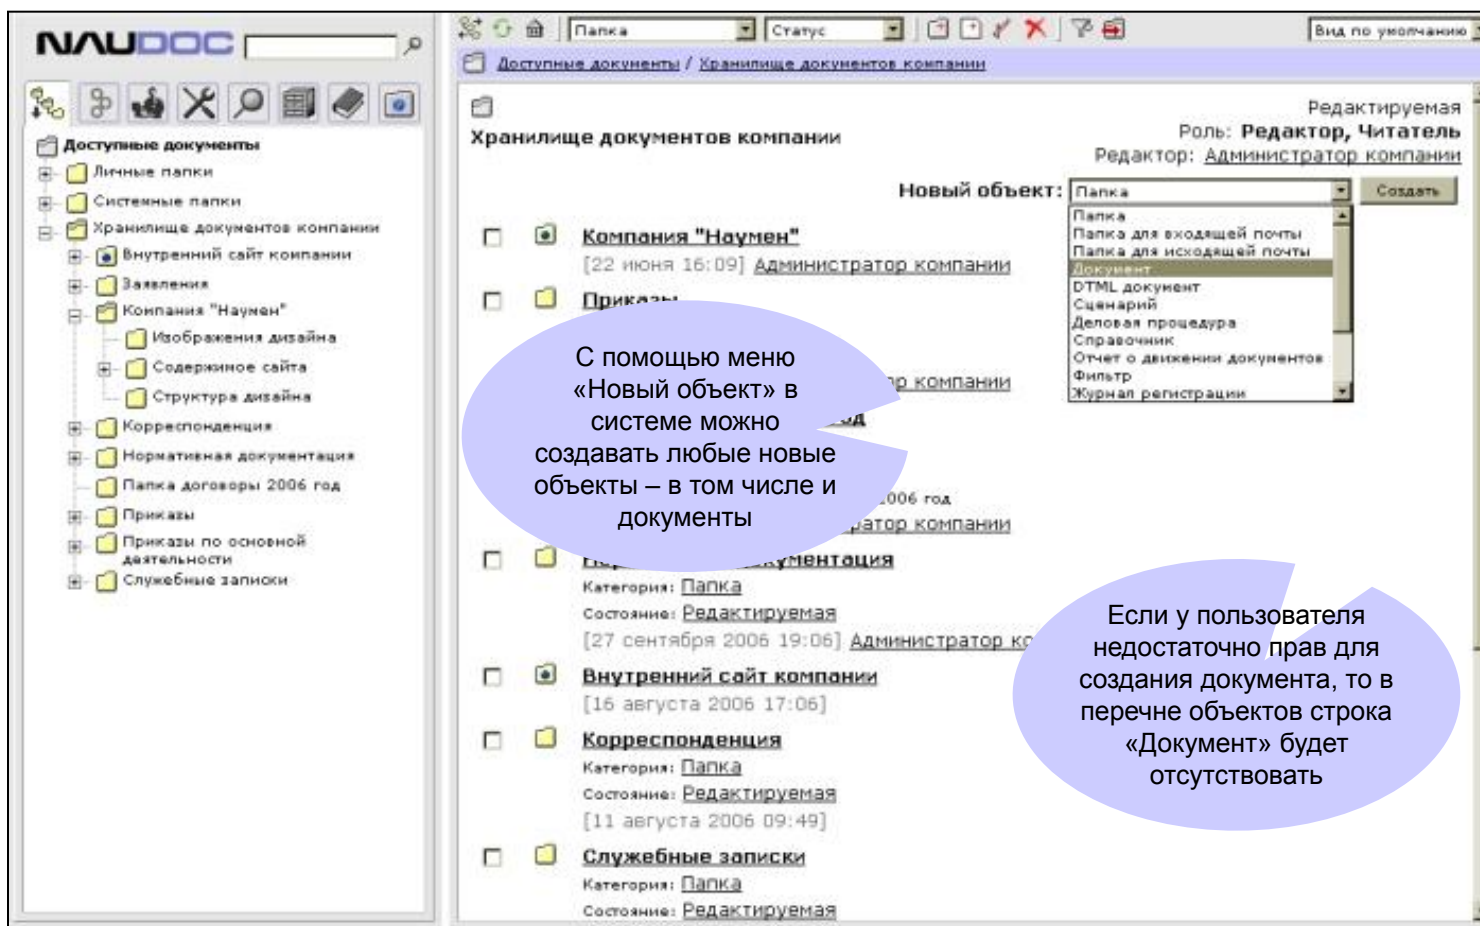 NAUDOC
Доступные документы
Личные папки
Системные папки
Хранилище документов компании
Внутренний сайт компании
Заявления
Компания "Наумен"
Изображения дизайна
Содержимое сайта
Структура дизайна
Корреспонденция
Нормативная документация
Папка договоры 2006 год
Приказы
Приказы по основной
деятельности
Служебные записки
Папка Статус Вид по умолчанию
Доступные документы / Хранилище документов компании
Редактируемая
Хранилище документов компании
Роль: Редактор, Читатель
Редактор: Администратор компании
Новый объект: Папка Создать
Папка
Папка для входящей почты
Папка для исходящей почты
Документ
DTML документ
Сценарий
Деловая процедура
Справочник
Отчет о движении документов
Фильтр
Журнал регистрации
Компания "Наумен"
[22 июня 16:09] Администратор компании
Приказы
С помощью меню
«Новый объект» в
системе можно
создавать любые новые
объекты – в том числе и
документы
компании
2006 год
компании
Категория: Папка
Состояние: Редактируемая
[27 сентября 2006 19:06] Администратор ко
Внутренний сайт компании
[16 августа 2006 17:06]
Корреспонденция
Категория: Папка
Состояние: Редактируемая
[11 августа 2006 09:49]
Служебные записки
Категория: Папка
Состояние: Редактируемая
Если у пользователя
недостаточно прав для
создания документа, то в
перечне объектов строка
«Документ» будет
отсутствовать